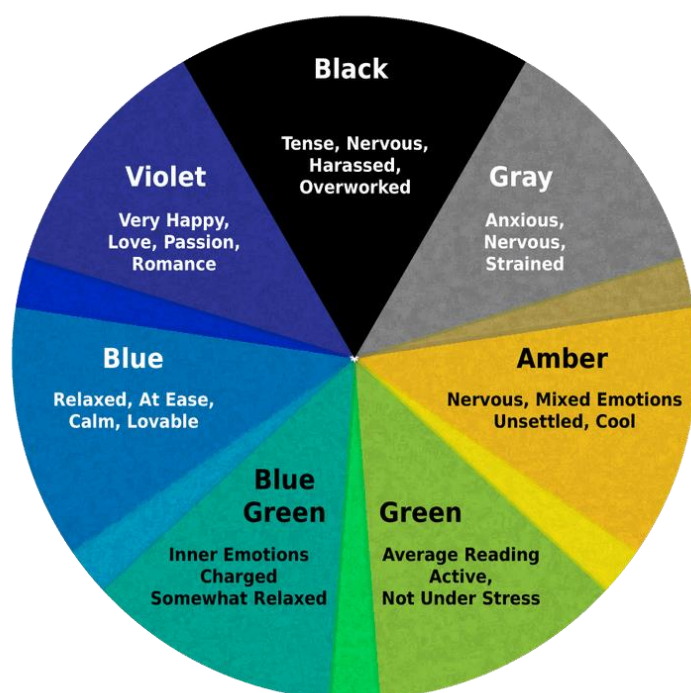 Black
Tense, Nervous,
Harassed,
Overworked
Gray
Anxious,
Nervous,
Strained
Amber
Nervous, Mixed Emotions
Unsettled, Cool
Green
Average Reading
Active,
Not Under Stress
Blue
Green
Inner Emotions
Charged
Somewhat Relaxed
Blue
Relaxed, At Ease,
Calm, Lovable
Violet
Very Happy,
Love, Passion,
Romance